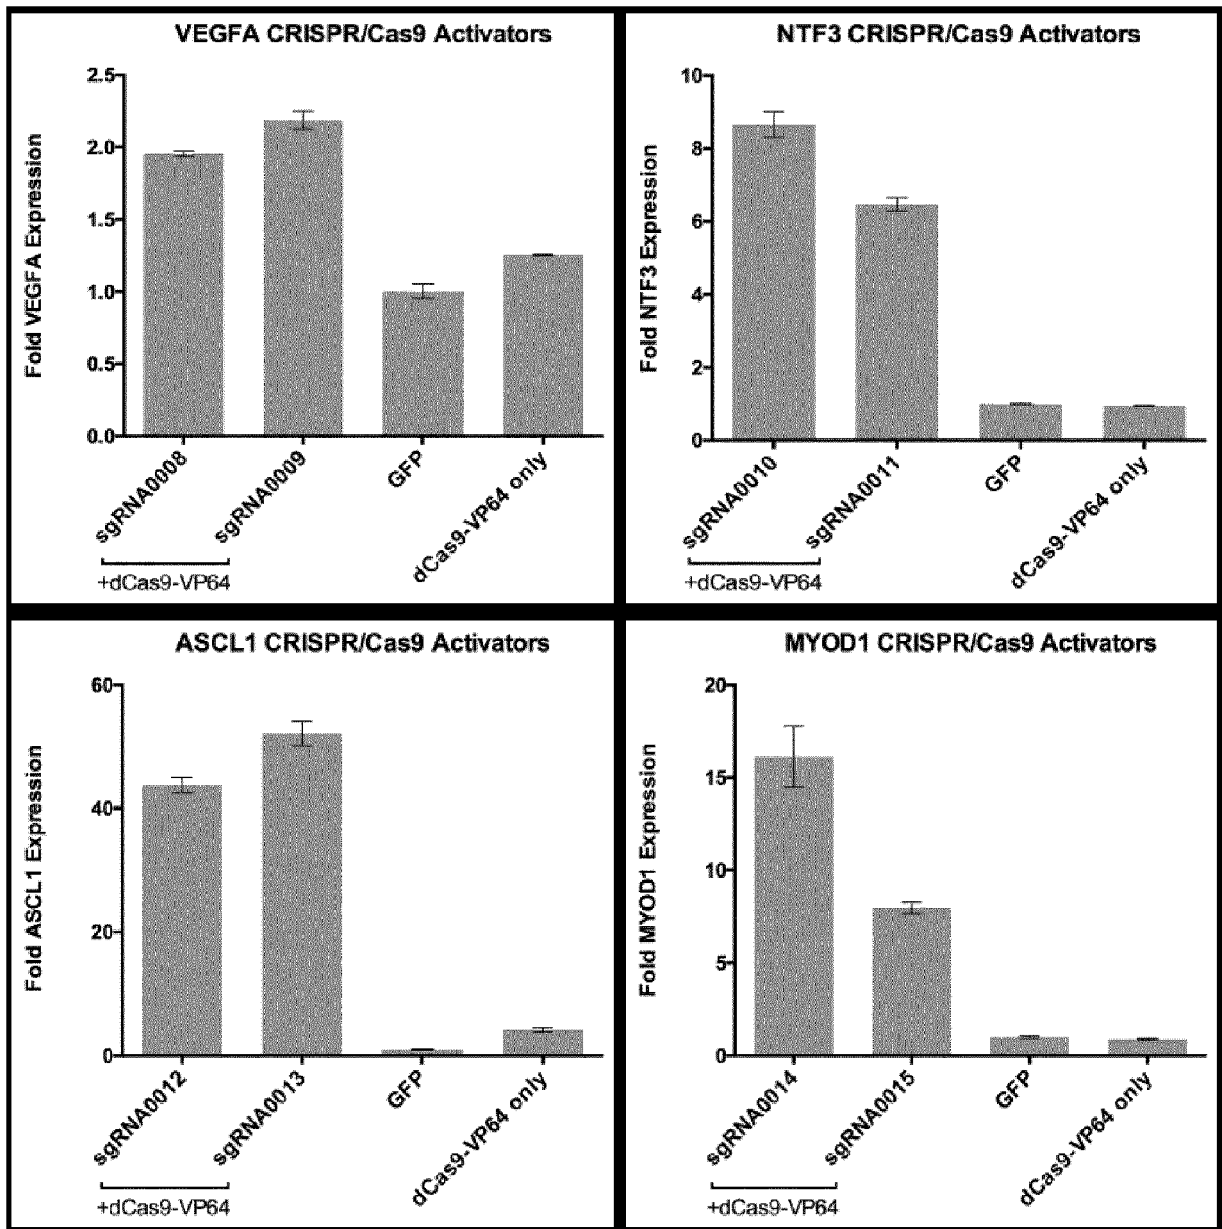 VEGFA CRISPR/Cas9 Activators
Fold VEGFA Expression
2.5
2.0
1.5
1.0
0.5
0.0
sgRNA0008
sgRNA0009
GFP
dCas9-VP64 only
+dCas9-VP64
NTF3 CRISPR/Cas9 Activators
Fold NTF3 Expression
10
8
6
4
2
0
sgRNA0010
sgRNA0011
GFP
dCas9-VP64 only
+dCas9-VP64
ASCL1 CRISPR/Cas9 Activators
Fold ASCL1 Expression
60
40
20
0
sgRNA0012
sgRNA0013
GFP
dCas9-VP64 only
+dCas9-VP64
MYOD1 CRISPR/Cas9 Activators
Fold MYOD1 Expression
20
15
10
5
0
sgRNA0014
sgRNA0015
GFP
dCas9-VP64 only
+dCas9-VP64